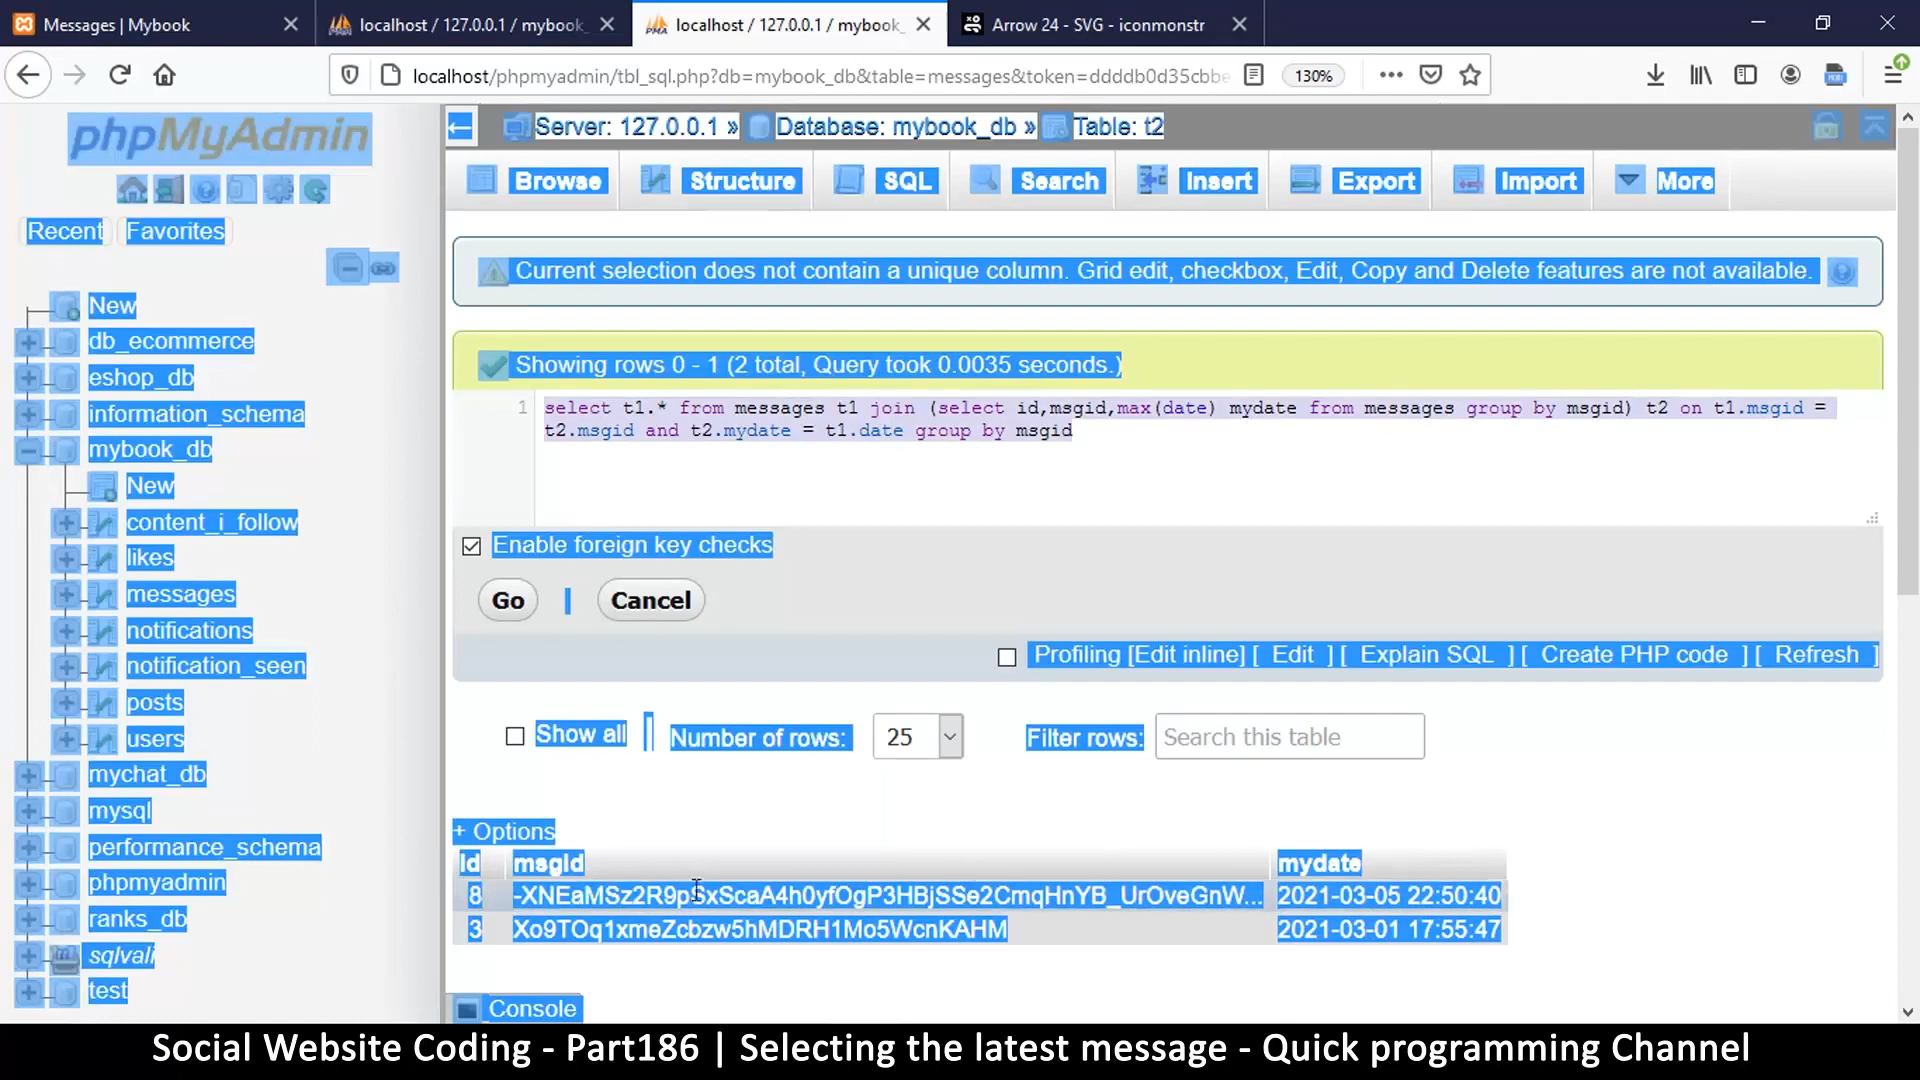 Messages | Mybook
localhost / 127.0.0.1 / mybook_
localhost / 127.0.0.1 / mybook_
Arrow 24 - SVG - iconmonstr
localhost/phpmyadmin/tbl_sql.php?db=mybook_db&table=messages&token=ddddb0d35cbbe
130%
phpMyAdmin
Recent Favorites
New
db_ecommerce
eshop_db
information_schema
mybook_db
New
content_i_follow
likes
messages
notifications
notification_seen
posts
users
mychat_db
mysql
performance_schema
phpmyadmin
ranks_db
sqlvali
test
Server: 127.0.0.1 » Database: mybook_db » Table: t2
Browse Structure SQL Search Insert Export Import More
Current selection does not contain a unique column. Grid edit, checkbox, Edit, Copy and Delete features are not available.
Showing rows 0 - 1 (2 total, Query took 0.0035 seconds.)
1 select t1.* from messages t1 join (select id,msgid,max(date) mydate from messages group by msgid) t2 on t1.msgid =
t2.msgid and t2.mydate = t1.date group by msgid
Enable foreign key checks
Go | Cancel
Profiling [Edit inline] [ Edit ] [ Explain SQL ] [ Create PHP code ] [ Refresh ]
Show all | Number of rows: 25 Filter rows: Search this table
+ Options
id msgid mydate
8 -XNEaMSz2R9pSxScaA4h0yfOgP3HBjSSe2CmqHnYB_UrOveGnW... 2021-03-05 22:50:40
3 Xo9TOq1xmeZcbzw5hMDRH1Mo5WcnKAHM 2021-03-01 17:55:47
Console
Social Website Coding - Part186 | Selecting the latest message - Quick programming Channel